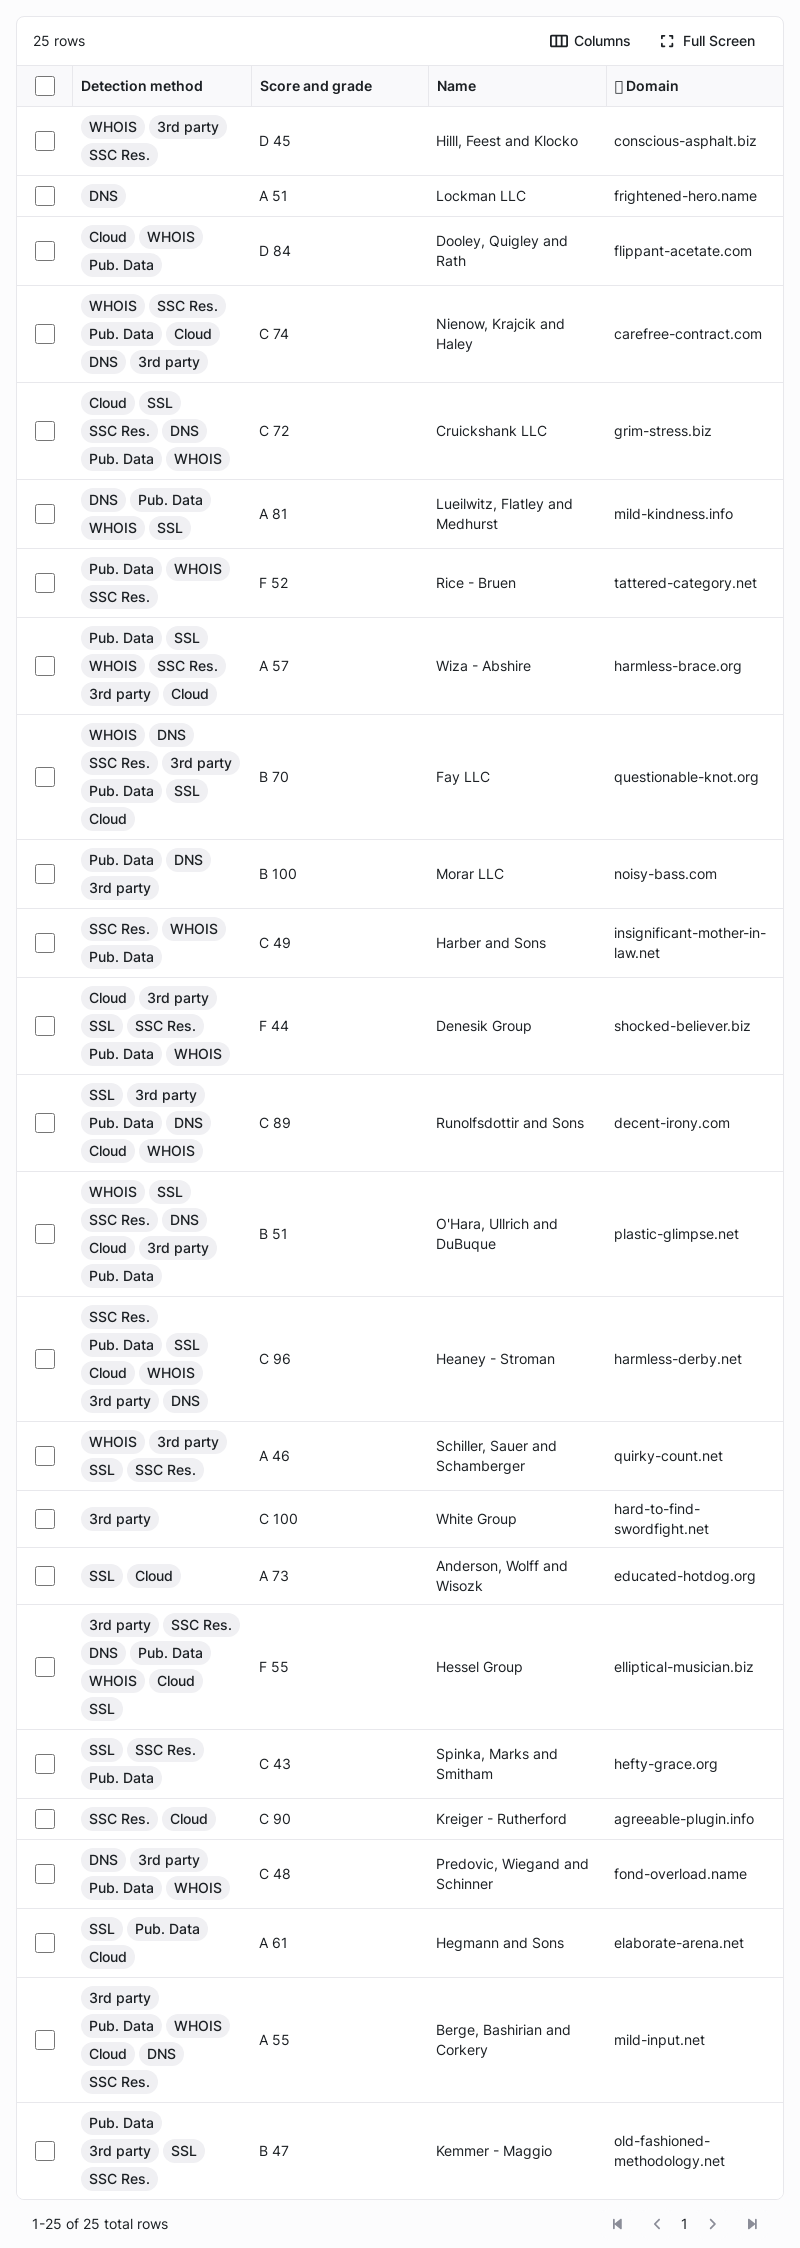 25 rows
Columns
Full Screen
Detection method
Score and grade
Name
Domain
WHOIS 3rd party
SSC Res.
D 45
Hilll, Feest and Klocko
conscious-asphalt.biz
DNS
A 51
Lockman LLC
frightened-hero.name
Cloud WHOIS
Pub. Data
D 84
Dooley, Quigley and
Rath
flippant-acetate.com
WHOIS SSC Res.
Pub. Data Cloud
DNS 3rd party
C 74
Nienow, Krajcik and
Haley
carefree-contract.com
Cloud SSL
SSC Res. DNS
Pub. Data WHOIS
C 72
Cruickshank LLC
grim-stress.biz
DNS Pub. Data
WHOIS SSL
A 81
Lueilwitz, Flatley and
Medhurst
mild-kindness.info
Pub. Data WHOIS
SSC Res.
F 52
Rice - Bruen
tattered-category.net
Pub. Data SSL
WHOIS SSC Res.
3rd party Cloud
A 57
Wiza - Abshire
harmless-brace.org
WHOIS DNS
SSC Res. 3rd party
Pub. Data SSL
Cloud
B 70
Fay LLC
questionable-knot.org
Pub. Data DNS
3rd party
B 100
Morar LLC
noisy-bass.com
SSC Res. WHOIS
Pub. Data
C 49
Harber and Sons
insignificant-mother-in-
law.net
Cloud 3rd party
SSL SSC Res.
Pub. Data WHOIS
F 44
Denesik Group
shocked-believer.biz
SSL 3rd party
Pub. Data DNS
Cloud WHOIS
C 89
Runolfsdottir and Sons
decent-irony.com
WHOIS SSL
SSC Res. DNS
Cloud 3rd party
Pub. Data
B 51
O'Hara, Ullrich and
DuBuque
plastic-glimpse.net
SSC Res.
Pub. Data SSL
Cloud WHOIS
3rd party DNS
C 96
Heaney - Stroman
harmless-derby.net
WHOIS 3rd party
SSL SSC Res.
A 46
Schiller, Sauer and
Schamberger
quirky-count.net
3rd party
C 100
White Group
hard-to-find-
swordfight.net
SSL Cloud
A 73
Anderson, Wolff and
Wisozk
educated-hotdog.org
3rd party SSC Res.
DNS Pub. Data
WHOIS Cloud
SSL
F 55
Hessel Group
elliptical-musician.biz
SSL SSC Res.
Pub. Data
C 43
Spinka, Marks and
Smitham
hefty-grace.org
SSC Res. Cloud
C 90
Kreiger - Rutherford
agreeable-plugin.info
DNS 3rd party
Pub. Data WHOIS
C 48
Predovic, Wiegand and
Schinner
fond-overload.name
SSL Pub. Data
Cloud
A 61
Hegmann and Sons
elaborate-arena.net
3rd party
Pub. Data WHOIS
Cloud DNS
SSC Res.
A 55
Berge, Bashirian and
Corkery
mild-input.net
Pub. Data
3rd party SSL
SSC Res.
B 47
Kemmer - Maggio
old-fashioned-
methodology.net
1-25 of 25 total rows
1